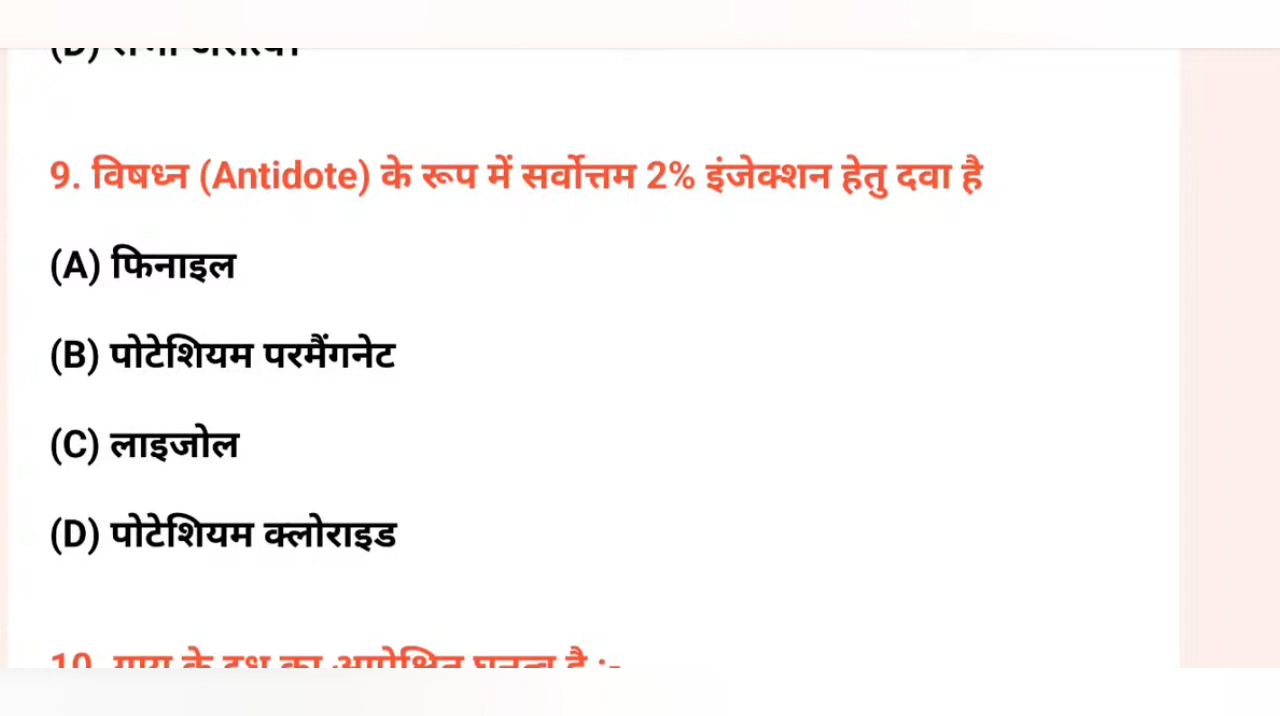 9. विषध्न (Antidote) के रूप में सर्वोत्तम 2% इंजेक्शन हेतु दवा है
(A) फिनाइल
(B) पोटेशियम परमैंगनेट
(C) लाइजोल
(D) पोटेशियम क्लोराइड